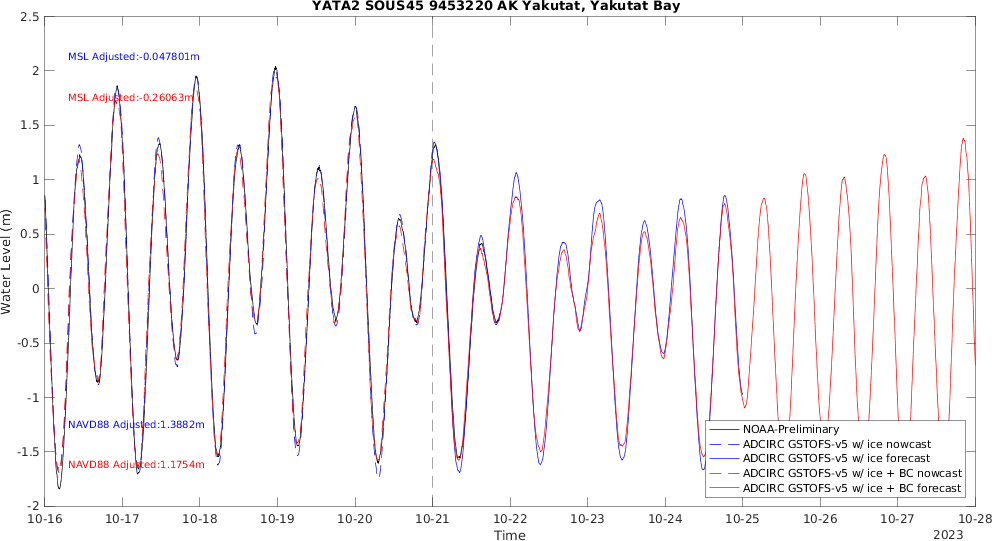 YATA2 SOUS45 9453220 AK Yakutat, Yakutat Bay
2.5
2
1.5
1
0.5
0
-0.5
-1
-1.5
-2
Water Level (m)
MSL Adjusted:-0.047801m
MSL Adjusted:-0.26063m
NAVD88 Adjusted:1.3882m
NAVD88 Adjusted:1.1754m
NOAA-Preliminary
ADCIRC GSTOFS-v5 w/ ice nowcast
ADCIRC GSTOFS-v5 w/ ice forecast
ADCIRC GSTOFS-v5 w/ ice + BC nowcast
ADCIRC GSTOFS-v5 w/ ice + BC forecast
10-16 10-17 10-18 10-19 10-20 10-21 10-22 10-23 10-24 10-25 10-26 10-27 10-28
Time
2023